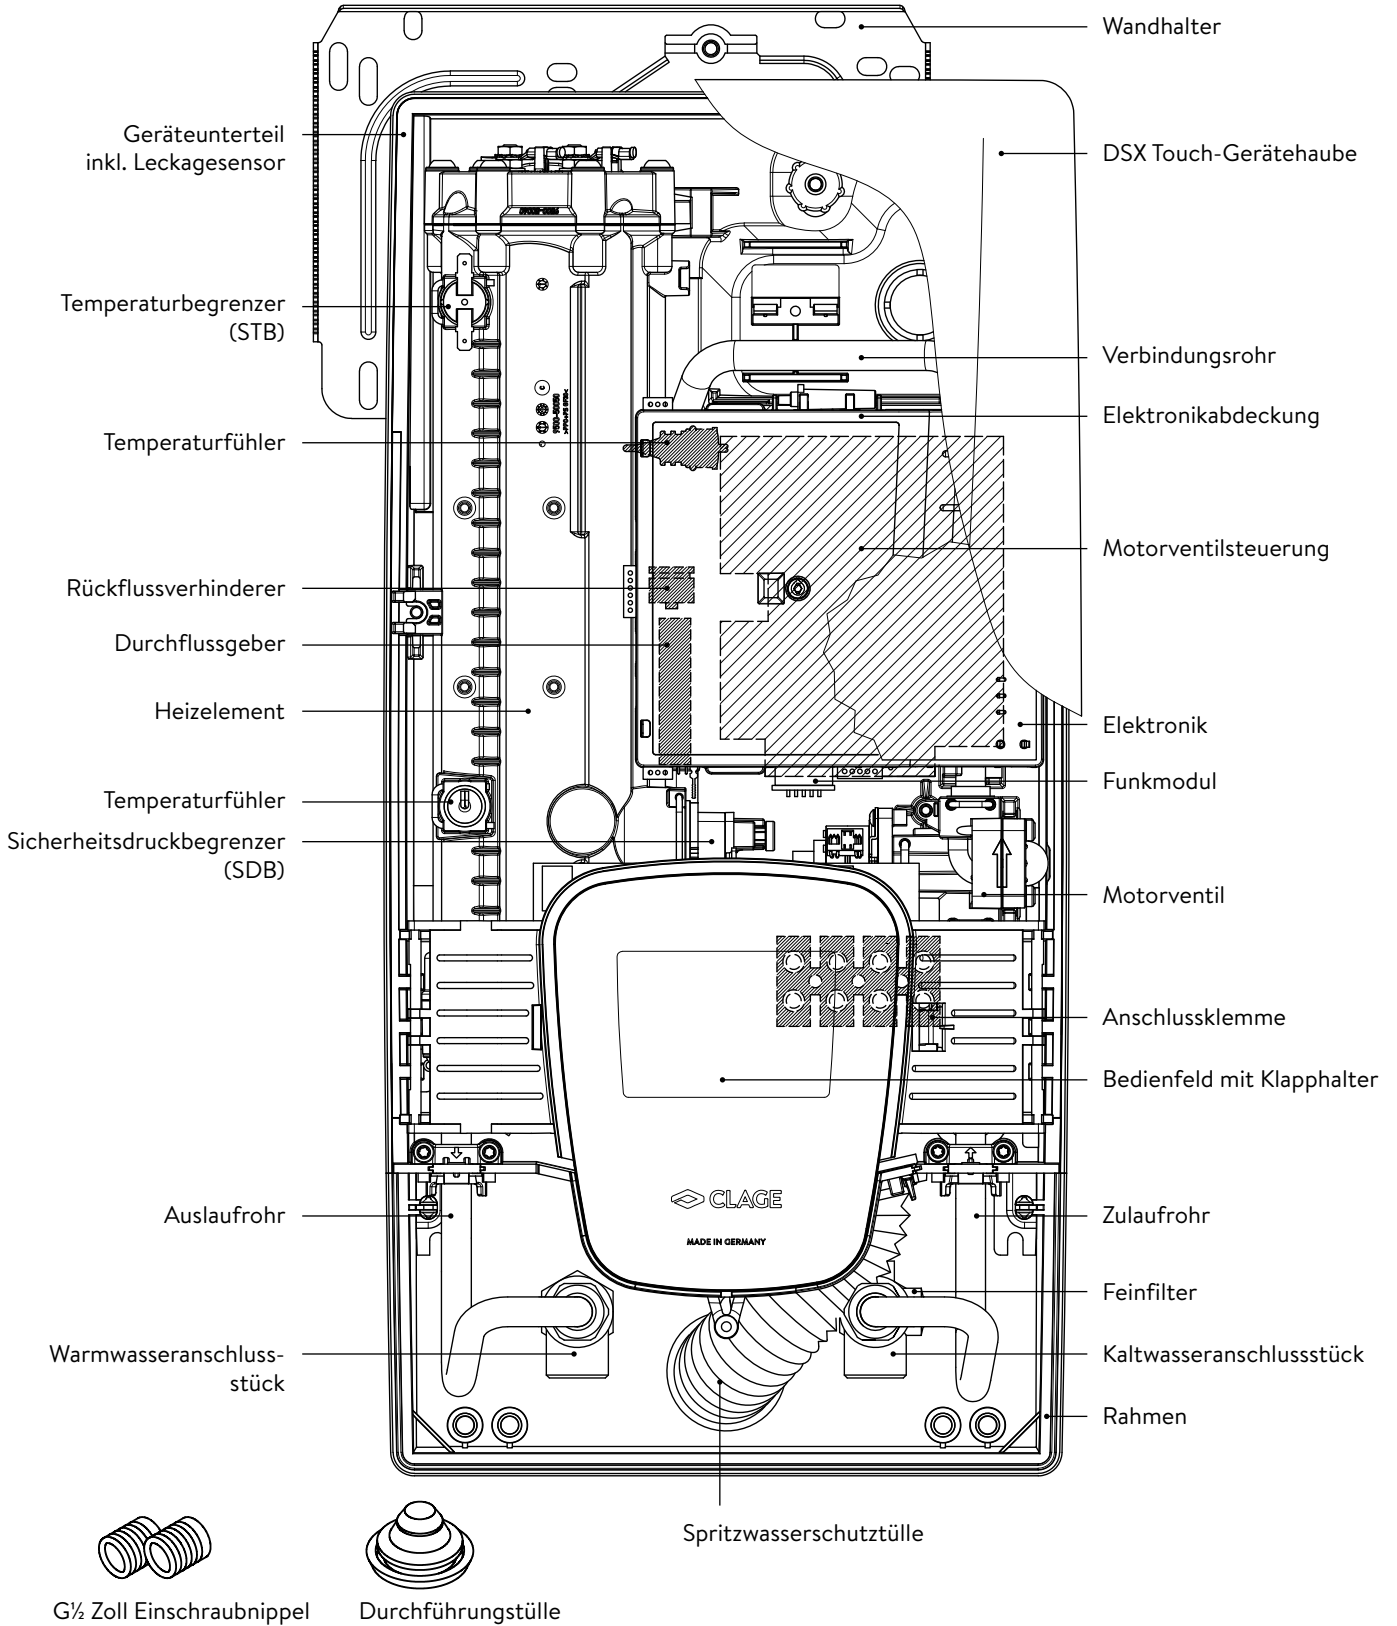 Wandhalter
Geräteunterteil
inkl. Leckagesensor
DSX Touch-Gerätehaube
Temperaturbegrenzer
(STB)
Verbindungsrohr
Elektronikabdeckung
Temperaturfühler
Motorventilsteuerung
Rückflussverhinderer
Durchflussgeber
Heizelement
Elektronik
Funkmodul
Temperaturfühler
Sicherheitsdruckbegrenzer
(SDB)
Motorventil
Anschlussklemme
Bedienfeld mit Klapphalter
CLAGE
MADE IN GERMANY
Auslaufrohr
Zulaufrohr
Feinfilter
Warmwasseranschluss-
stück
Kaltwasseranschlussstück
Rahmen
Spritzwasserschutztülle
G½ Zoll Einschraubnippel
Durchführungstülle